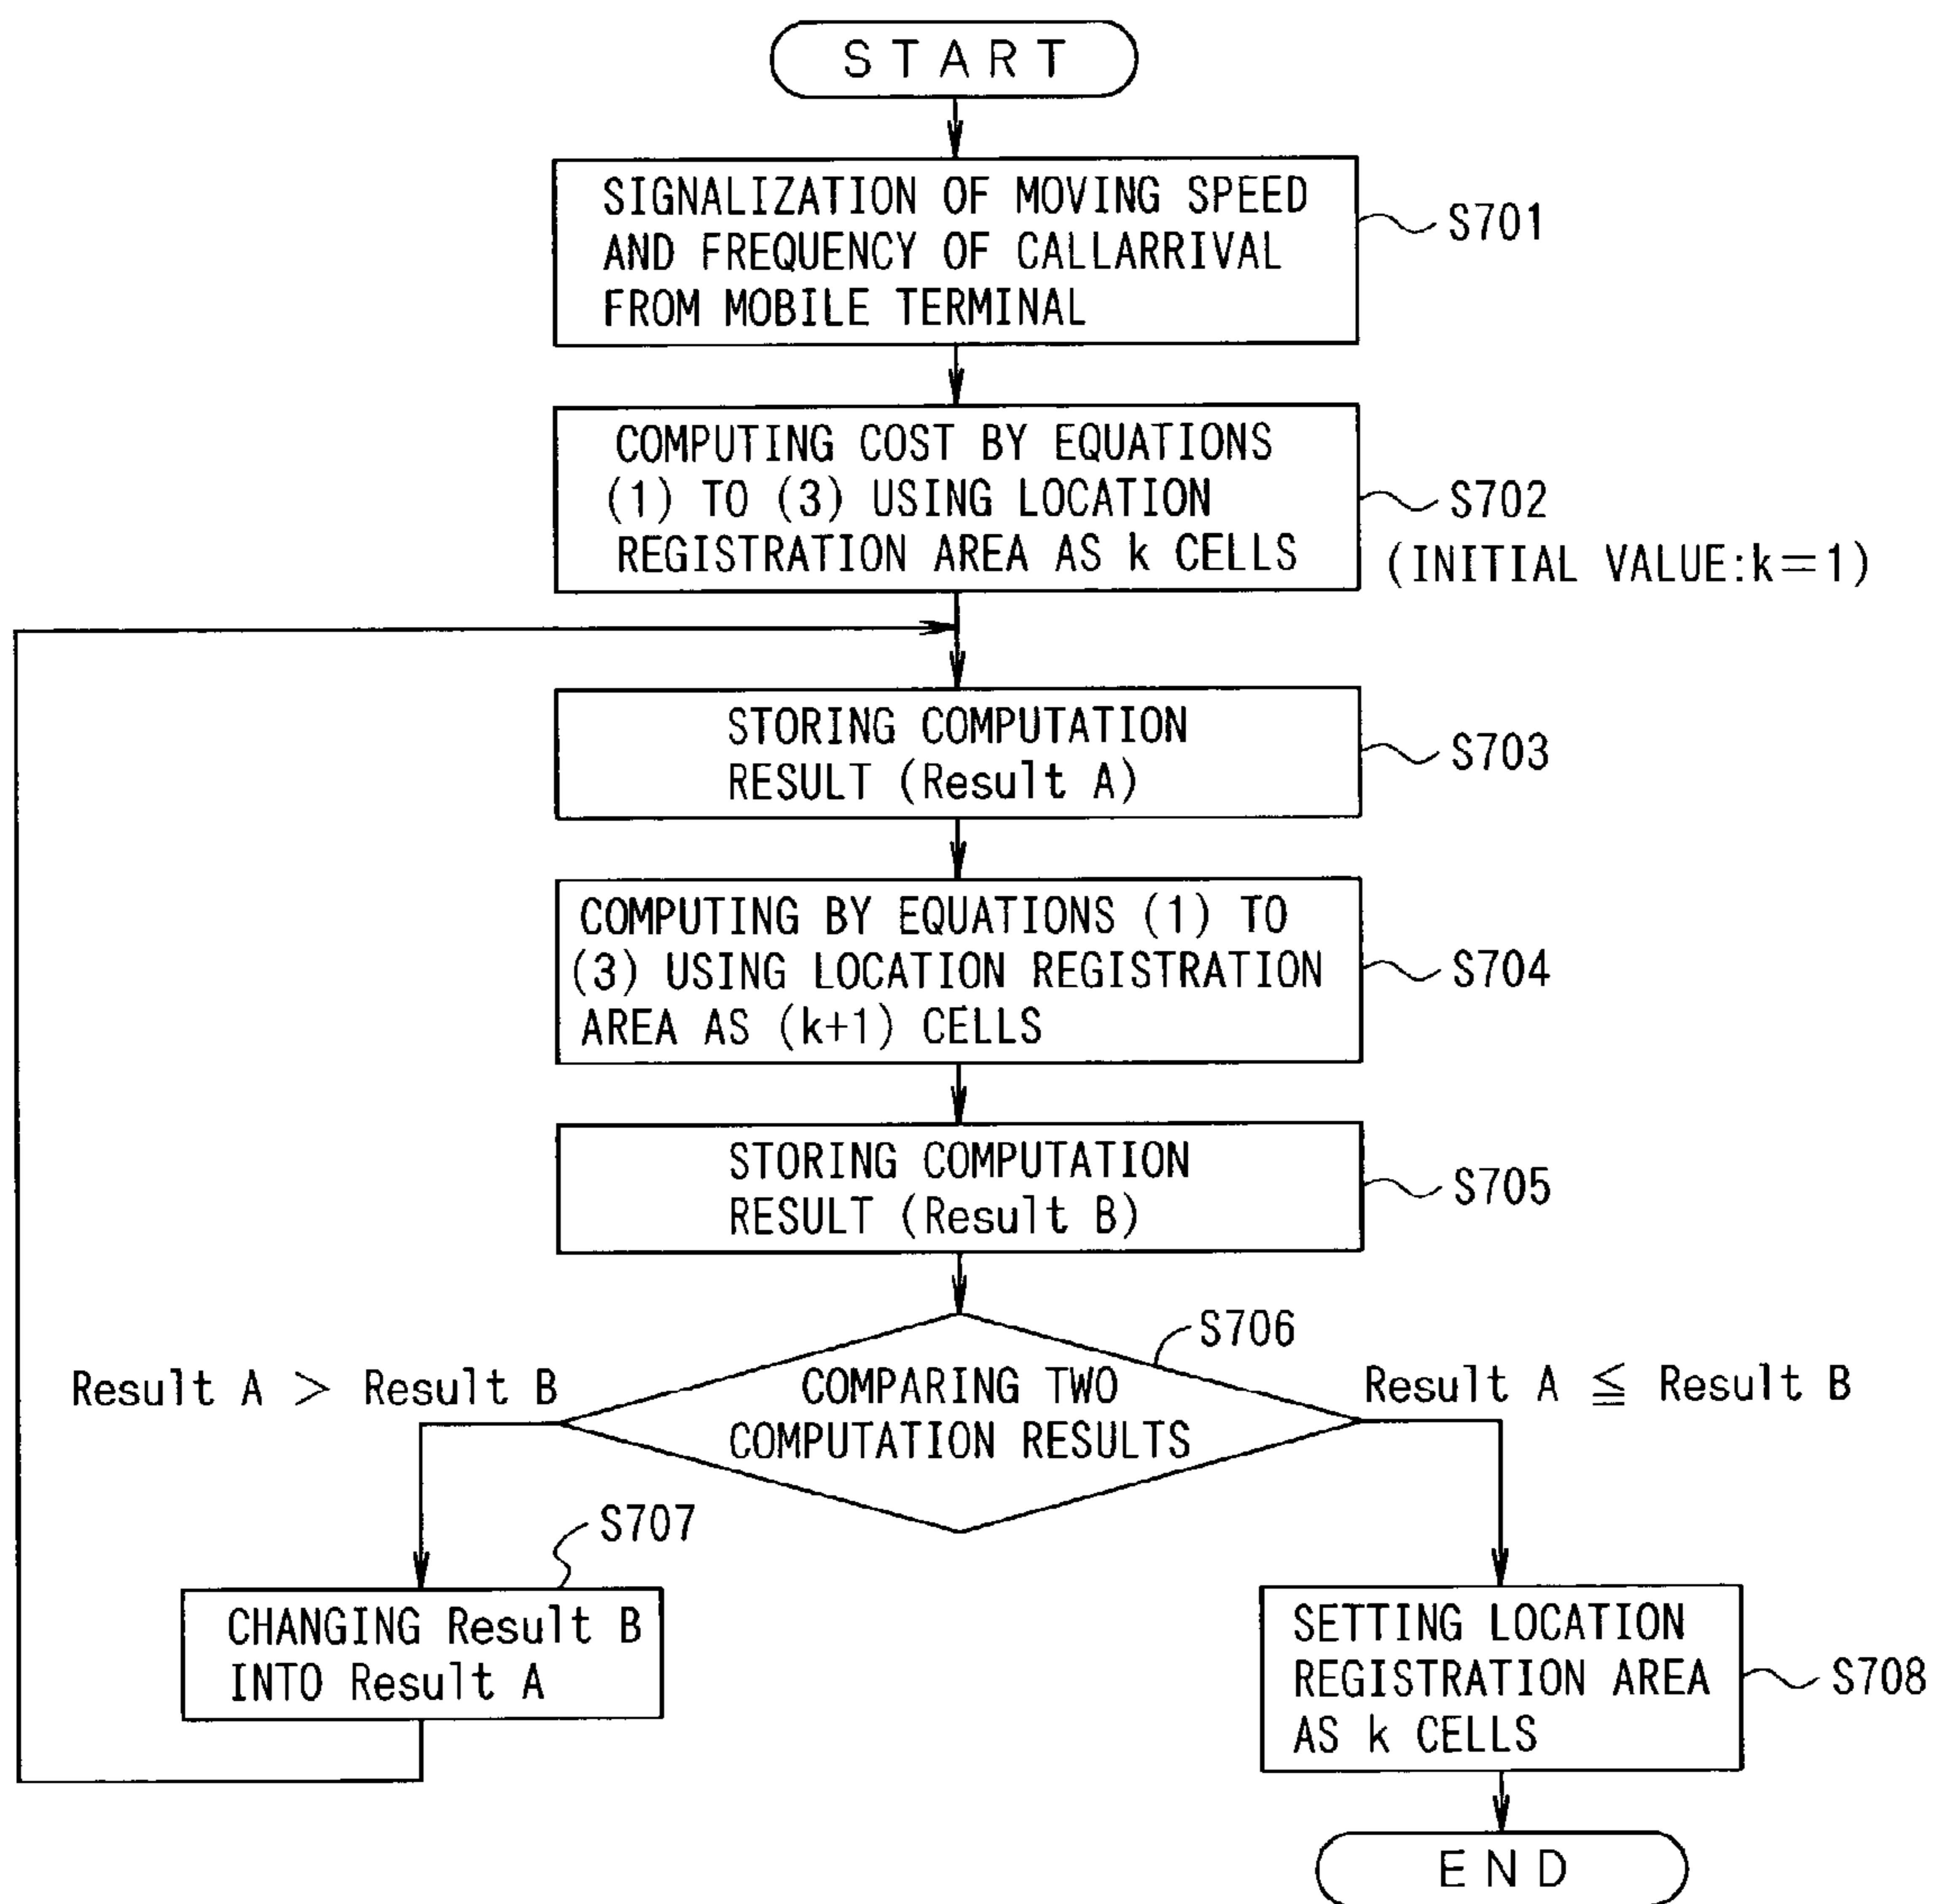 START
SIGNALIZATION OF MOVING SPEED
AND FREQUENCY OF CALLARRIVAL
FROM MOBILE TERMINAL
S701
COMPUTING COST BY EQUATIONS
(1) TO (3) USING LOCATION
REGISTRATION AREA AS k CELLS
S702
(INITIAL VALUE:k=1)
STORING COMPUTATION
RESULT (Result A)
S703
COMPUTING BY EQUATIONS (1) TO
(3) USING LOCATION REGISTRATION
AREA AS (k+1) CELLS
S704
STORING COMPUTATION
RESULT (Result B)
S705
S706
COMPARING TWO
COMPUTATION RESULTS
Result A > Result B
Result A ≦ Result B
S707
CHANGING Result B
INTO Result A
SETTING LOCATION
REGISTRATION AREA
AS k CELLS
S708
END